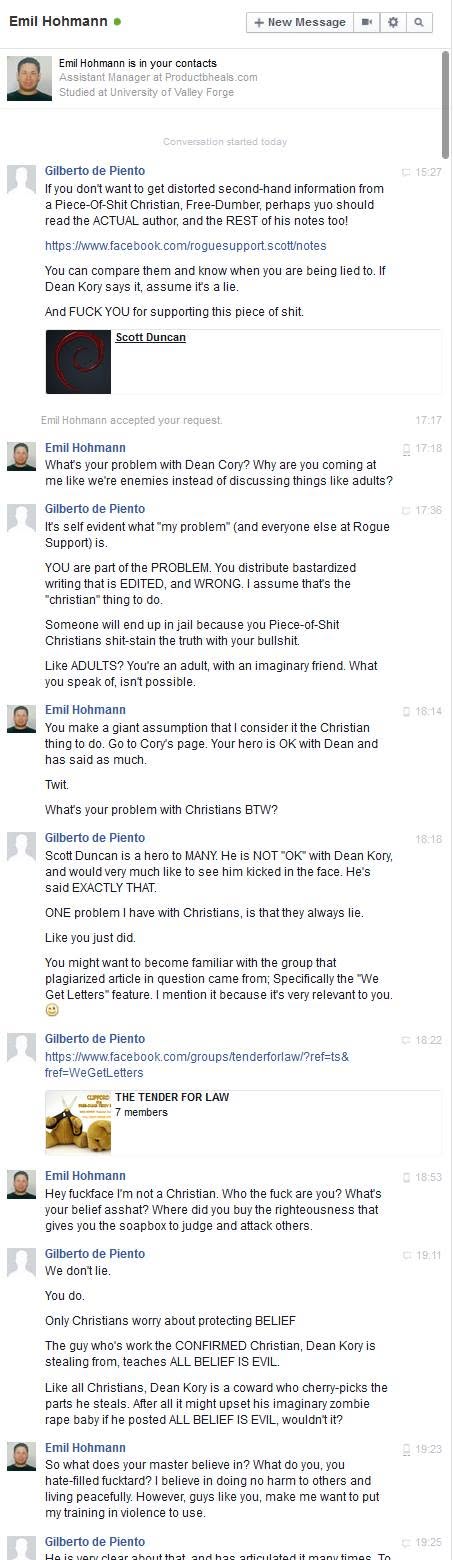 Emil Hohmann
+ New Message
Emil Hohmann is in your contacts
Assistant Manager at Productbheals.com
Studied at University of Valley Forge
Conversation started today
Gilberto de Piento 15:27
If you don't want to get distorted second-hand information from
a Piece-Of-Shit Christian, Free-Dumber, perhaps yuo should
read the ACTUAL author, and the REST of his notes too!
https://www.facebook.com/roguesupport.scott/notes
You can compare them and know when you are being lied to. If
Dean Kory says it, assume it's a lie.
And FUCK YOU for supporting this piece of shit.
Scott Duncan
Emil Hohmann accepted your request. 17:17
Emil Hohmann 17:18
What's your problem with Dean Cory? Why are you coming at
me like we're enemies instead of discussing things like adults?
Gilberto de Piento 17:36
It's self evident what "my problem" (and everyone else at Rogue
Support) is.
YOU are part of the PROBLEM. You distribute bastardized
writing that is EDITED, and WRONG. I assume that's the
"christian" thing to do.
Someone will end up in jail because you Piece-of-Shit
Christians shit-stain the truth with your bullshit.
Like ADULTS? You're an adult, with an imaginary friend. What
you speak of, isn't possible.
Emil Hohmann 18:14
You make a giant assumption that I consider it the Christian
thing to do. Go to Cory's page. Your hero is OK with Dean and
has said as much.
Twit.
What's your problem with Christians BTW?
Gilberto de Piento 18:18
Scott Duncan is a hero to MANY. He is NOT "OK" with Dean Kory,
and would very much like to see him kicked in the face. He's
said EXACTLY THAT.
ONE problem I have with Christians, is that they always lie.
Like you just did.
You might want to become familiar with the group that
plagiarized article in question came from; Specifically the "We
Get Letters" feature. I mention it because it's very relevant to you.
Gilberto de Piento 18:22
https://www.facebook.com/groups/tenderforlaw/?ref=ts&
fref=WeGetLetters
THE TENDER FOR LAW
7 members
Emil Hohmann 18:53
Hey fuckface I'm not a Christian. Who the fuck are you? What's
your belief asshat? Where did you buy the righteousness that
gives you the soapbox to judge and attack others.
Gilberto de Piento 19:11
We don't lie.
You do.
Only Christians worry about protecting BELIEF
The guy who's work the CONFIRMED Christian, Dean Kory is
stealing from, teaches ALL BELIEF IS EVIL.
Like all Christians, Dean Kory is a coward who cherry-picks the
parts he steals. After all it might upset his imaginary zombie
rape baby if he posted ALL BELIEF IS EVIL, wouldn't it?
Emil Hohmann 19:23
So what does your master believe in? What do you, you
hate-filled fucktard? I believe in doing no harm to others and
living peacefully. However, guys like you, make me want to put
my training in violence to use.
Gilberto de Piento 19:25
He is very clear about that, and has articulated it many times. To